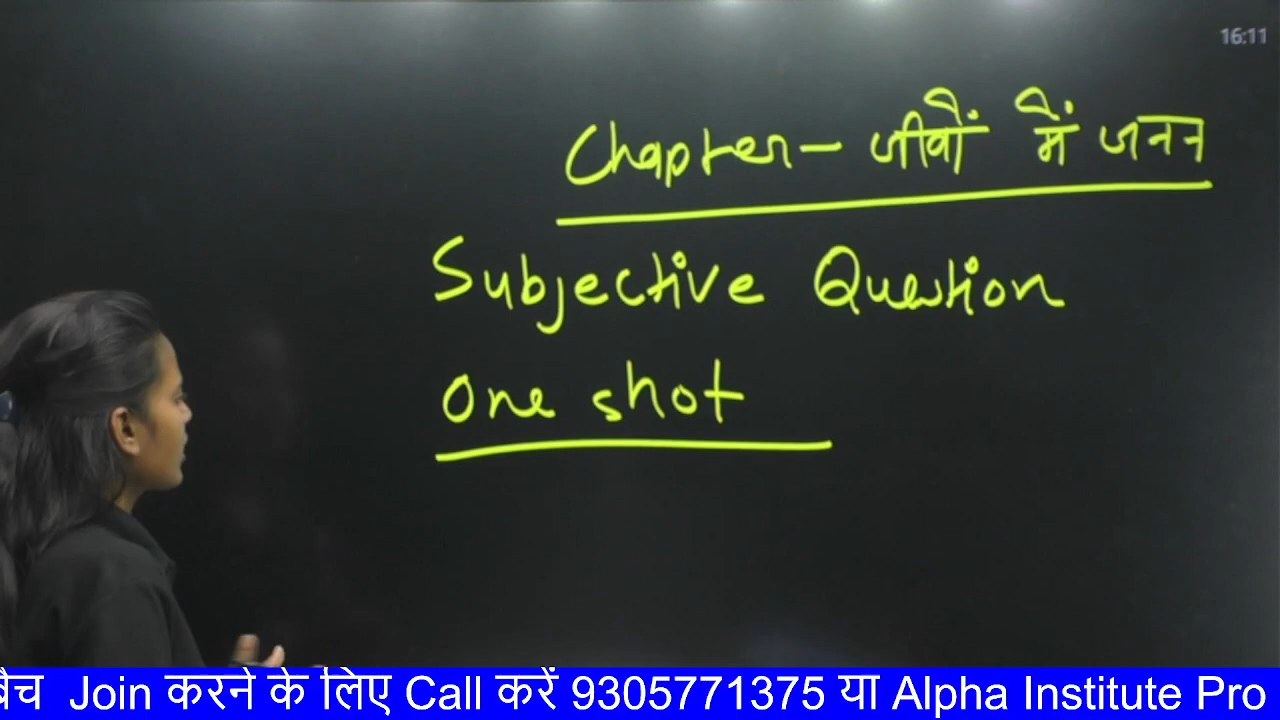 16:11
Chapter- जीवों में जनन
Subjective Question
One shot
बैच Join करने के लिए Call करें 9305771375 या Alpha Institute Pro